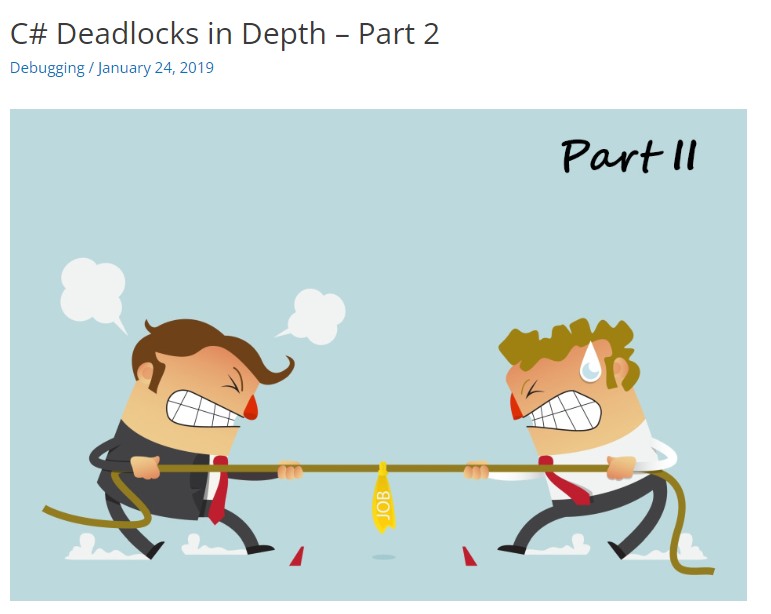 C# Deadlocks in Depth – Part 2
Debugging / January 24, 2019
Part II
JOB